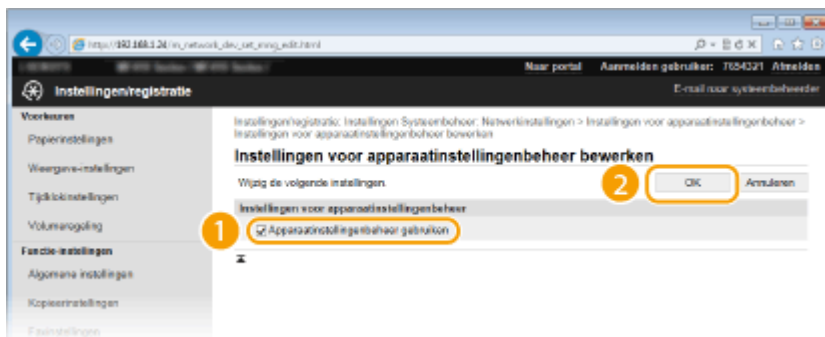 http://192.168.1.24/m_network_dev_set_mng_edit.html
Naar portal Aanmelden gebruiker: 7654321 Afmelden
Instellingen/registratie
E-mail naar systeembeheerder
Voorkeuren
Papierinstellingen
Weergave-instellingen
Tijdklokinstellingen
Volumeregeling
Functie-instellingen
Algemene instellingen
Kopieerinstellingen
Faxinstellingen
Instellingen/registratie: Instellingen Systeembeheer: Netwerkinstellingen > Instellingen voor apparaatinstellingenbeheer >
Instellingen voor apparaatinstellingenbeheer bewerken
Instellingen voor apparaatinstellingenbeheer bewerken
Wijzig de volgende instellingen.
2
OK Annuleren
Instellingen voor apparaatinstellingenbeheer
1
Apparaatinstellingenbeheer gebruiken